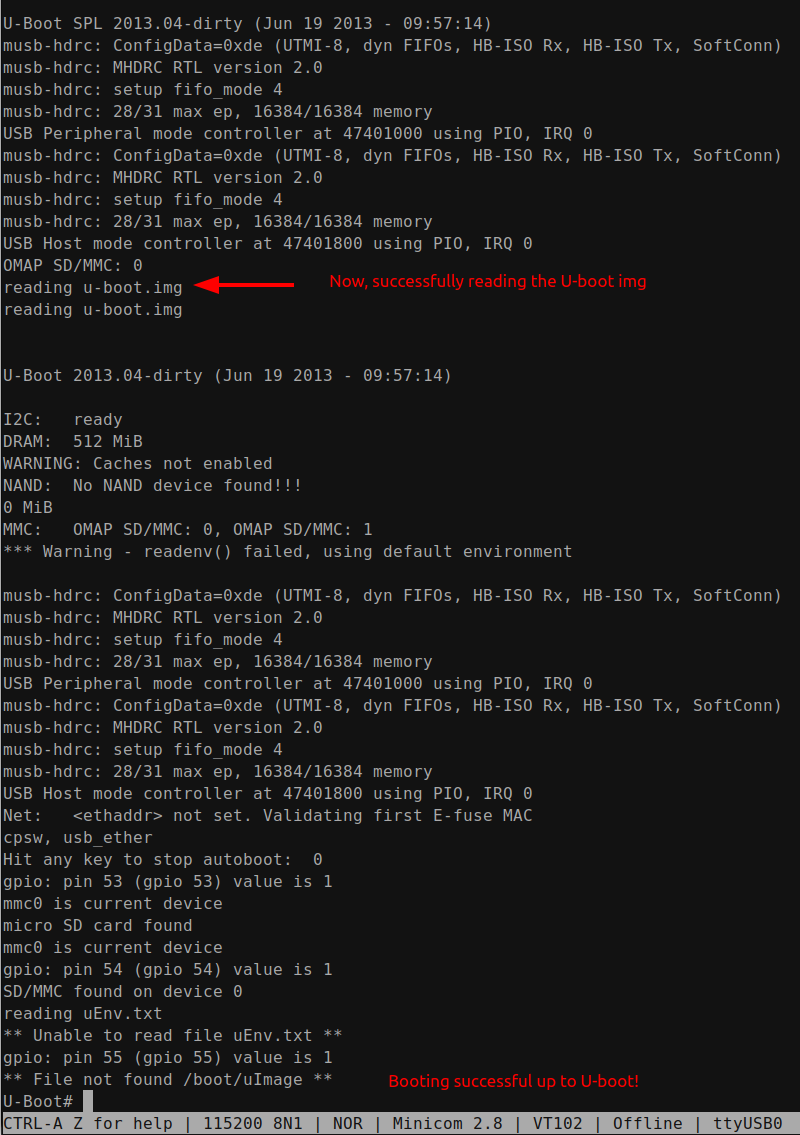 U-Boot SPL 2013.04-dirty (Jun 19 2013 - 09:57:14)
musb-hdrc: ConfigData=0xde (UTMI-8, dyn FIFOs, HB-ISO Rx, HB-ISO Tx, SoftConn)
musb-hdrc: MHDRC RTL version 2.0
musb-hdrc: setup fifo_mode 4
musb-hdrc: 28/31 max ep, 16384/16384 memory
USB Peripheral mode controller at 47401000 using PIO, IRQ 0
musb-hdrc: ConfigData=0xde (UTMI-8, dyn FIFOs, HB-ISO Rx, HB-ISO Tx, SoftConn)
musb-hdrc: MHDRC RTL version 2.0
musb-hdrc: setup fifo_mode 4
musb-hdrc: 28/31 max ep, 16384/16384 memory
USB Host mode controller at 47401800 using PIO, IRQ 0
OMAP SD/MMC: 0
reading u-boot.img
Now, successfully reading the U-boot img
reading u-boot.img
U-Boot 2013.04-dirty (Jun 19 2013 - 09:57:14)
I2C:   ready
DRAM:  512 MiB
WARNING: Caches not enabled
NAND:  No NAND device found!!!
0 MiB
MMC:   OMAP SD/MMC: 0, OMAP SD/MMC: 1
*** Warning - readenv() failed, using default environment
musb-hdrc: ConfigData=0xde (UTMI-8, dyn FIFOs, HB-ISO Rx, HB-ISO Tx, SoftConn)
musb-hdrc: MHDRC RTL version 2.0
musb-hdrc: setup fifo_mode 4
musb-hdrc: 28/31 max ep, 16384/16384 memory
USB Peripheral mode controller at 47401000 using PIO, IRQ 0
musb-hdrc: ConfigData=0xde (UTMI-8, dyn FIFOs, HB-ISO Rx, HB-ISO Tx, SoftConn)
musb-hdrc: MHDRC RTL version 2.0
musb-hdrc: setup fifo_mode 4
musb-hdrc: 28/31 max ep, 16384/16384 memory
USB Host mode controller at 47401800 using PIO, IRQ 0
Net:   <ethaddr> not set. Validating first E-fuse MAC
cpsw, usb_ether
Hit any key to stop autoboot:  0
gpio: pin 53 (gpio 53) value is 1
mmc0 is current device
micro SD card found
mmc0 is current device
gpio: pin 54 (gpio 54) value is 1
SD/MMC found on device 0
reading uEnv.txt
** Unable to read file uEnv.txt **
gpio: pin 55 (gpio 55) value is 1
** File not found /boot/uImage **
Booting successful up to U-boot!
U-Boot#
CTRL-A Z for help | 115200 8N1 | NOR | Minicom 2.8 | VT102 | Offline | ttyUSB0